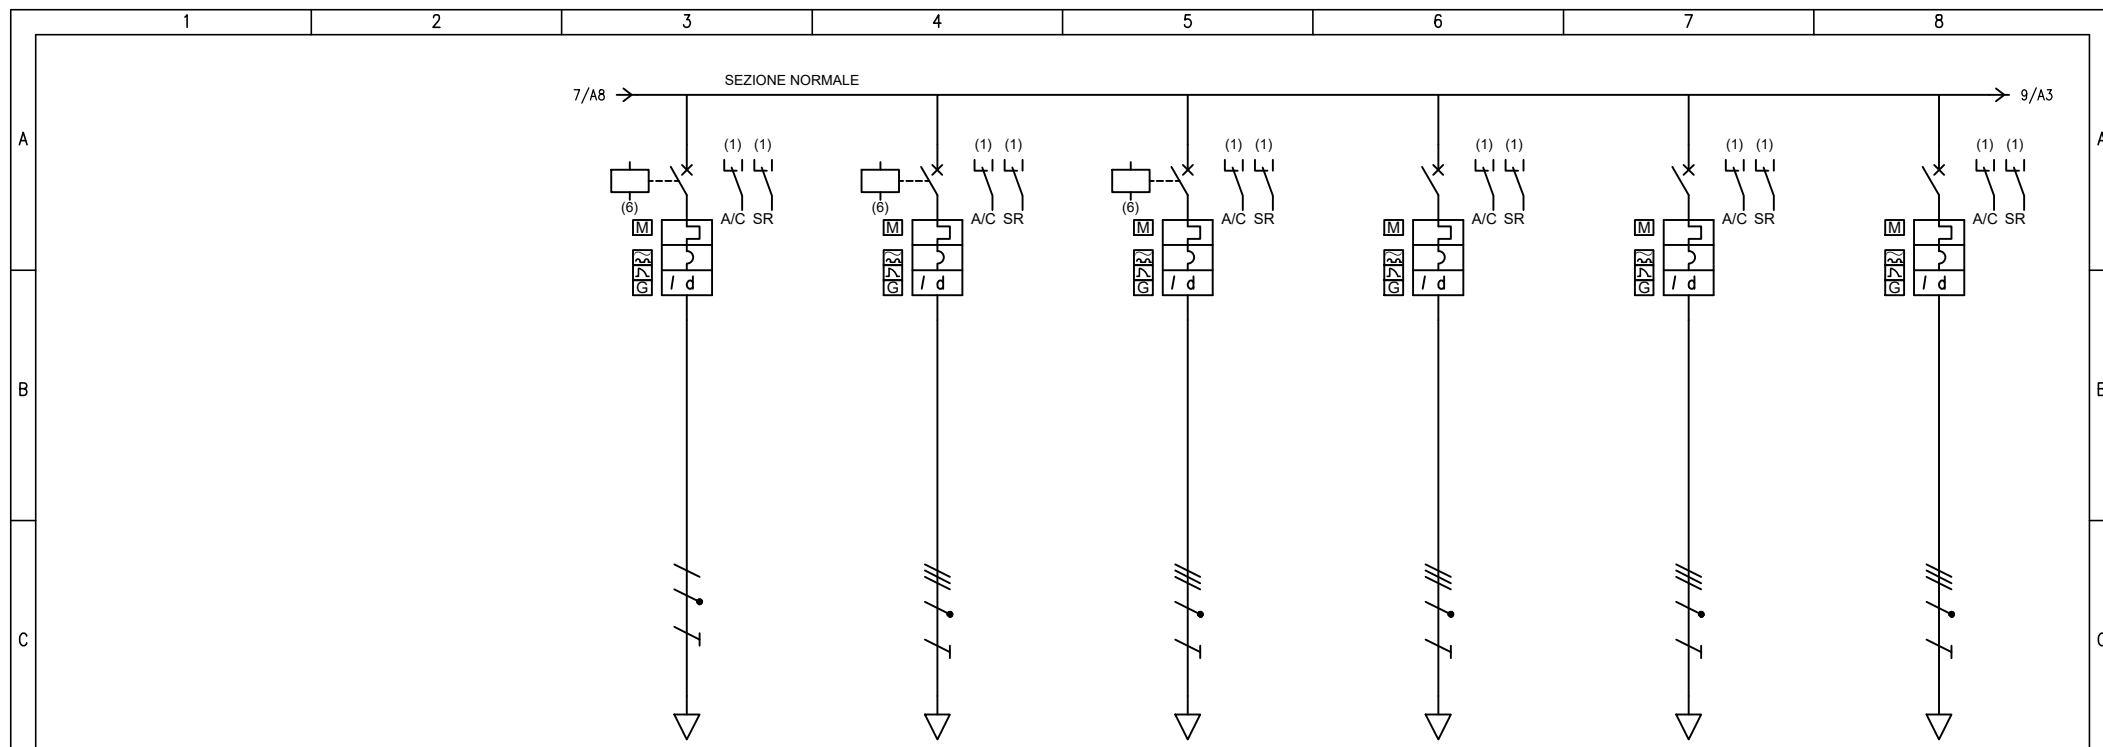 1 2 3 4 5 6 7 8
SEZIONE NORMALE
7/A8 9/A3
A A
(1) (1) (1) (1) (1) (1) (1) (1) (1) (1) (1) (1)
(6) (6) (6)
A/C SR A/C SR A/C SR A/C SR A/C SR A/C SR
M M M M M M
G I d G I d G I d G I d G I d G I d
B
C